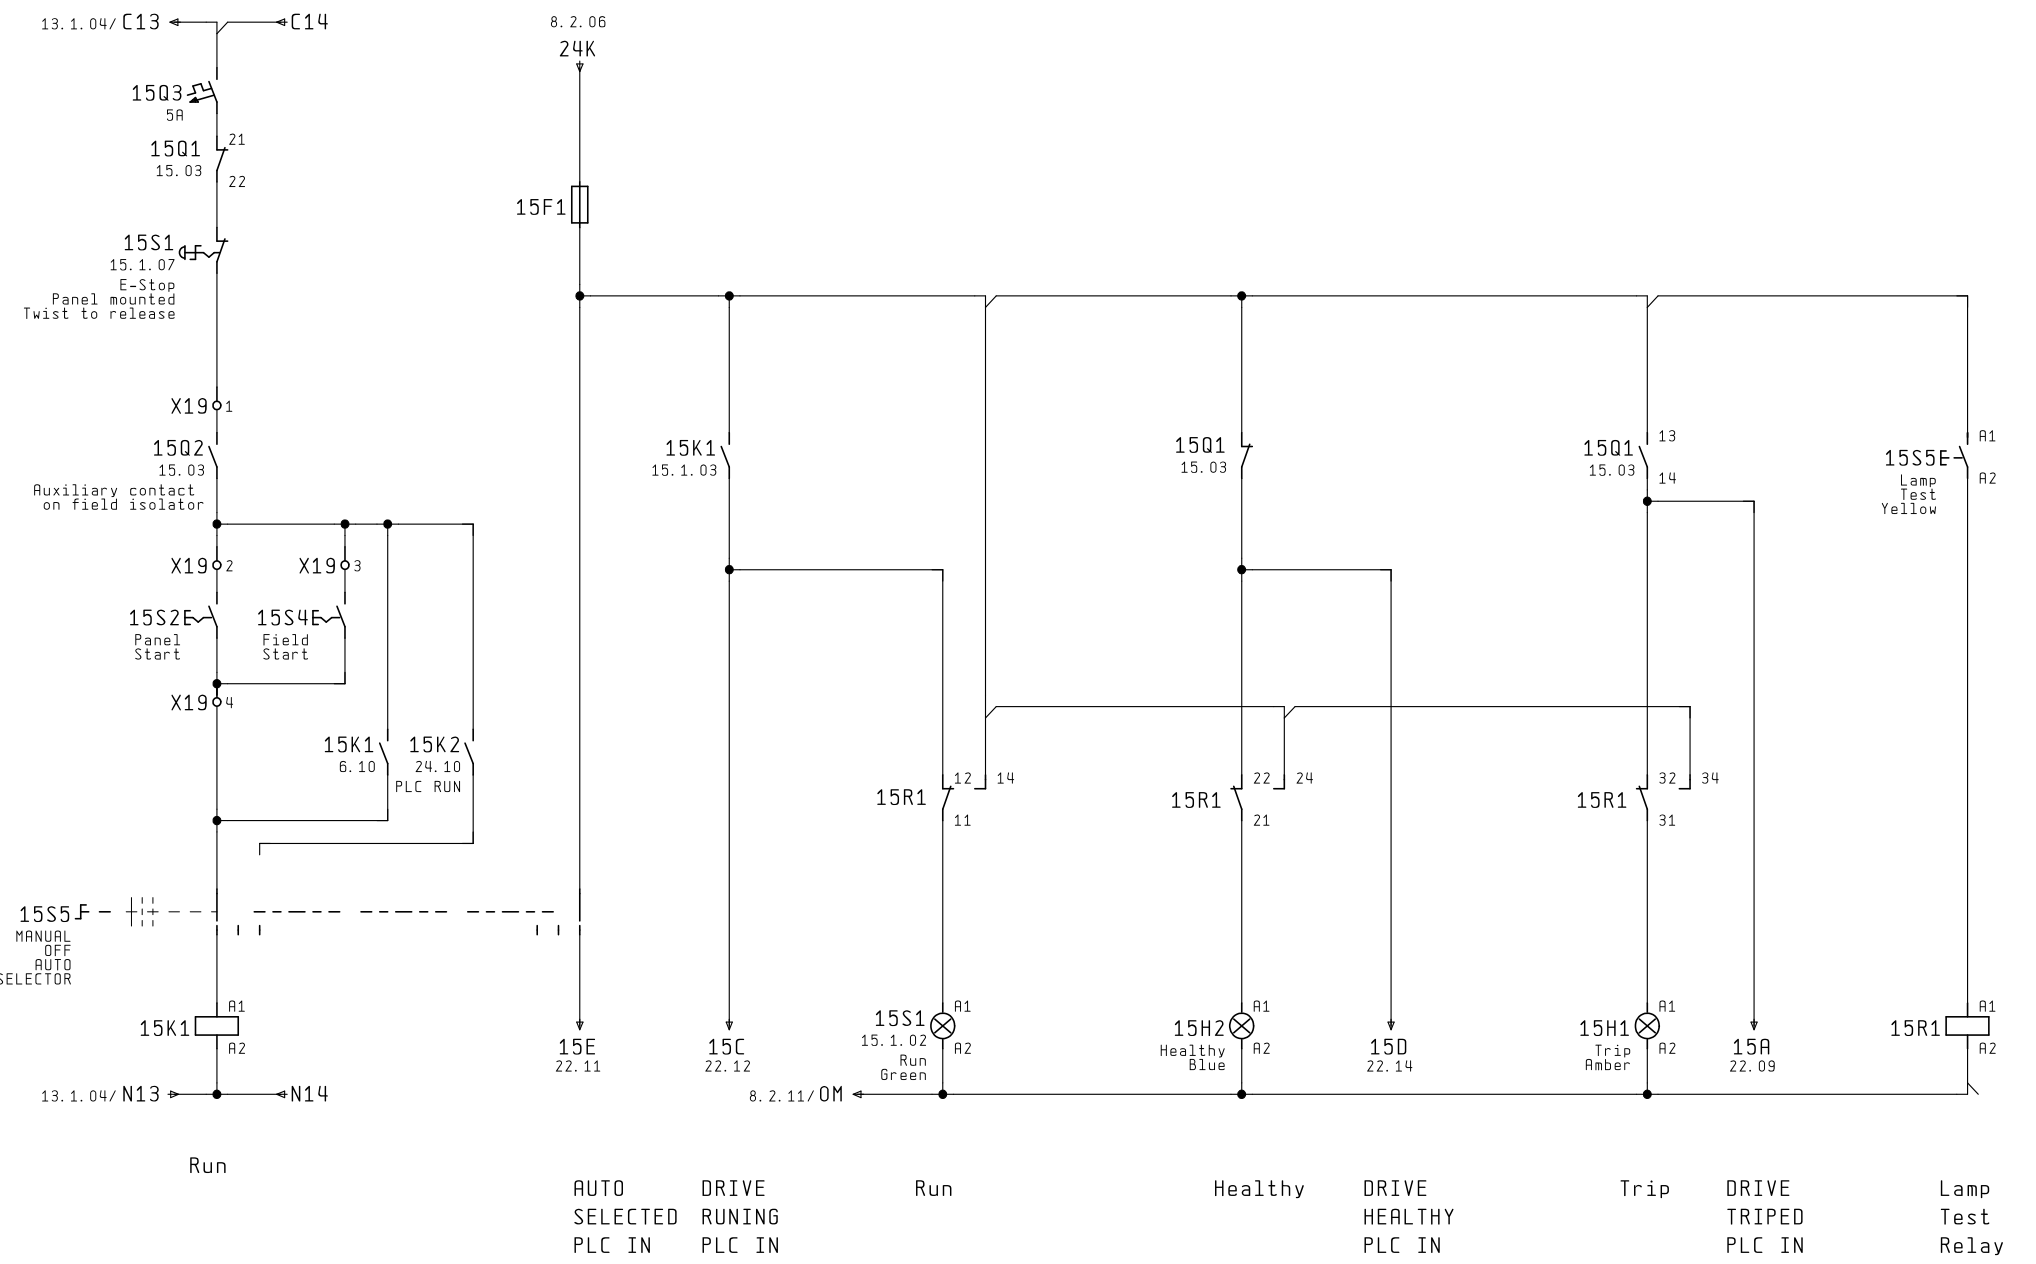 13.1.04/ C13
C14
8.2.06
24K
15Q3
5A
15Q1
15.03
21
22
15F1
15S1
15.1.07
E-Stop
Panel mounted
Twist to release
X19 1
15Q2
15.03
Auxiliary contact
on field isolator
X19 2
X19 3
15S2
Panel
Start
15S4
Field
Start
X19 4
15K1
6.10
15K2
24.10
PLC RUN
15S5
MANUAL
OFF
AUTO
SELECTOR
15K1
A1
A2
13.1.04/ N13
N14
Run
15K1
15.1.03
15Q1
15.03
15Q1
15.03
13
14
15S5
Lamp
Test
Yellow
A1
A2
15R1
12
14
11
15R1
22
24
21
15R1
32
34
31
15E
22.11
15C
22.12
15S1
15.1.02
Run
Green
A1
A2
15H2
Healthy
Blue
A1
A2
15D
22.14
15H1
Trip
Amber
A1
A2
15A
22.09
15R1
A1
A2
8.2.11/ 0M
AUTO
SELECTED
PLC IN
DRIVE
RUNING
PLC IN
Run
Healthy
DRIVE
HEALTHY
PLC IN
Trip
DRIVE
TRIPED
PLC IN
Lamp
Test
Relay